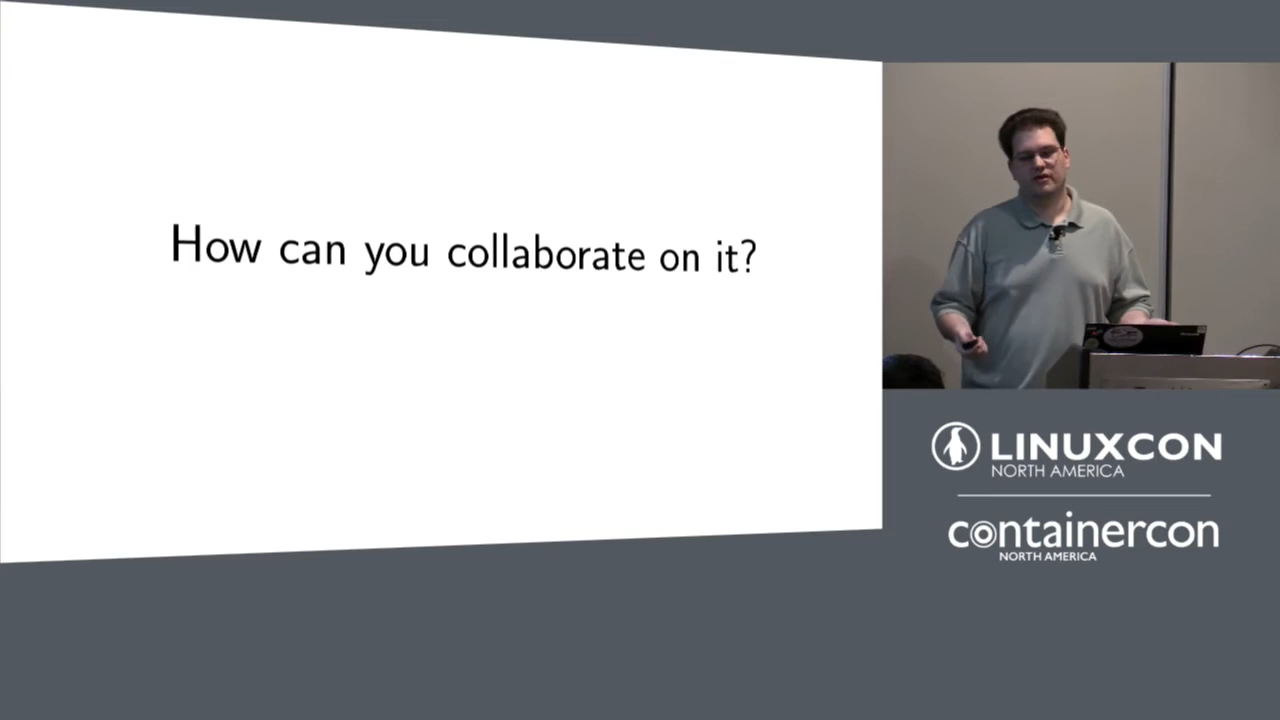 How can you collaborate on it?
LINUXCON
NORTH AMERICA
containercon
NORTH AMERICA